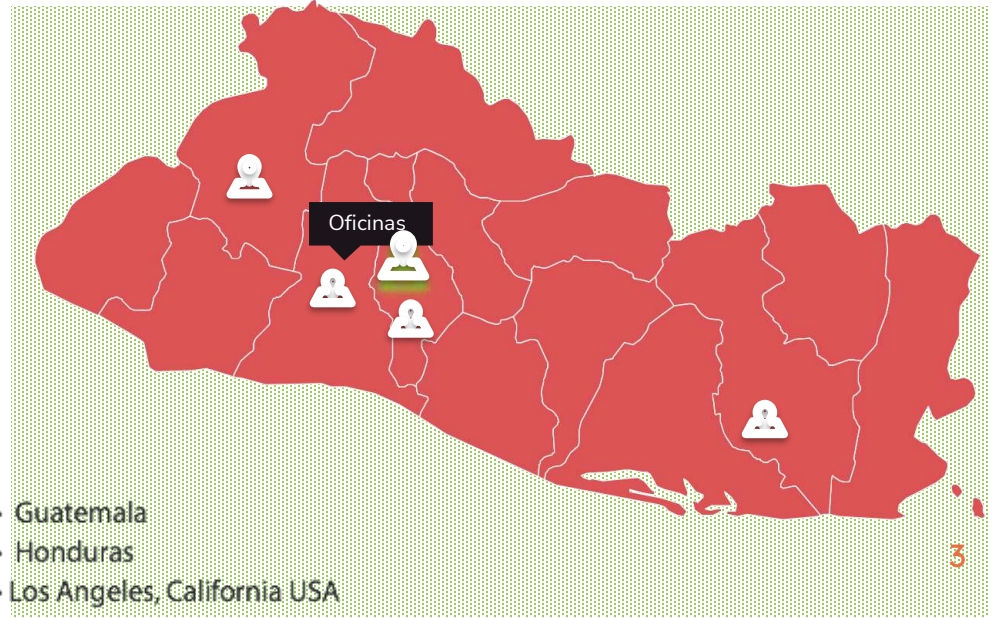 Oficinas
· Guatemala
· Honduras
· Los Angeles, California USA
3